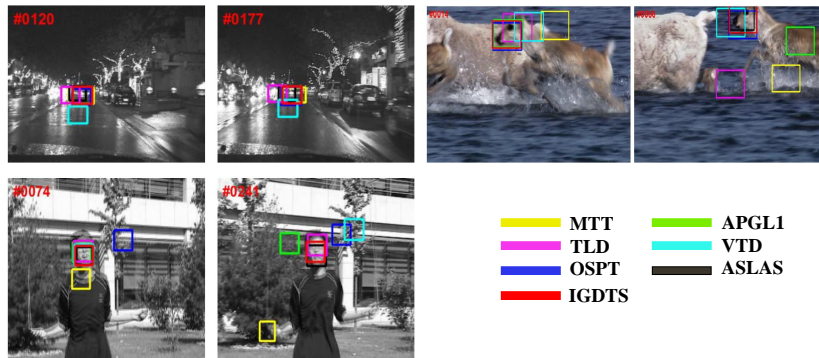 #0120
#0177
#0074
#0241
MTT
APGL1
TLD
VTD
OSPT
ASLAS
IGDTS